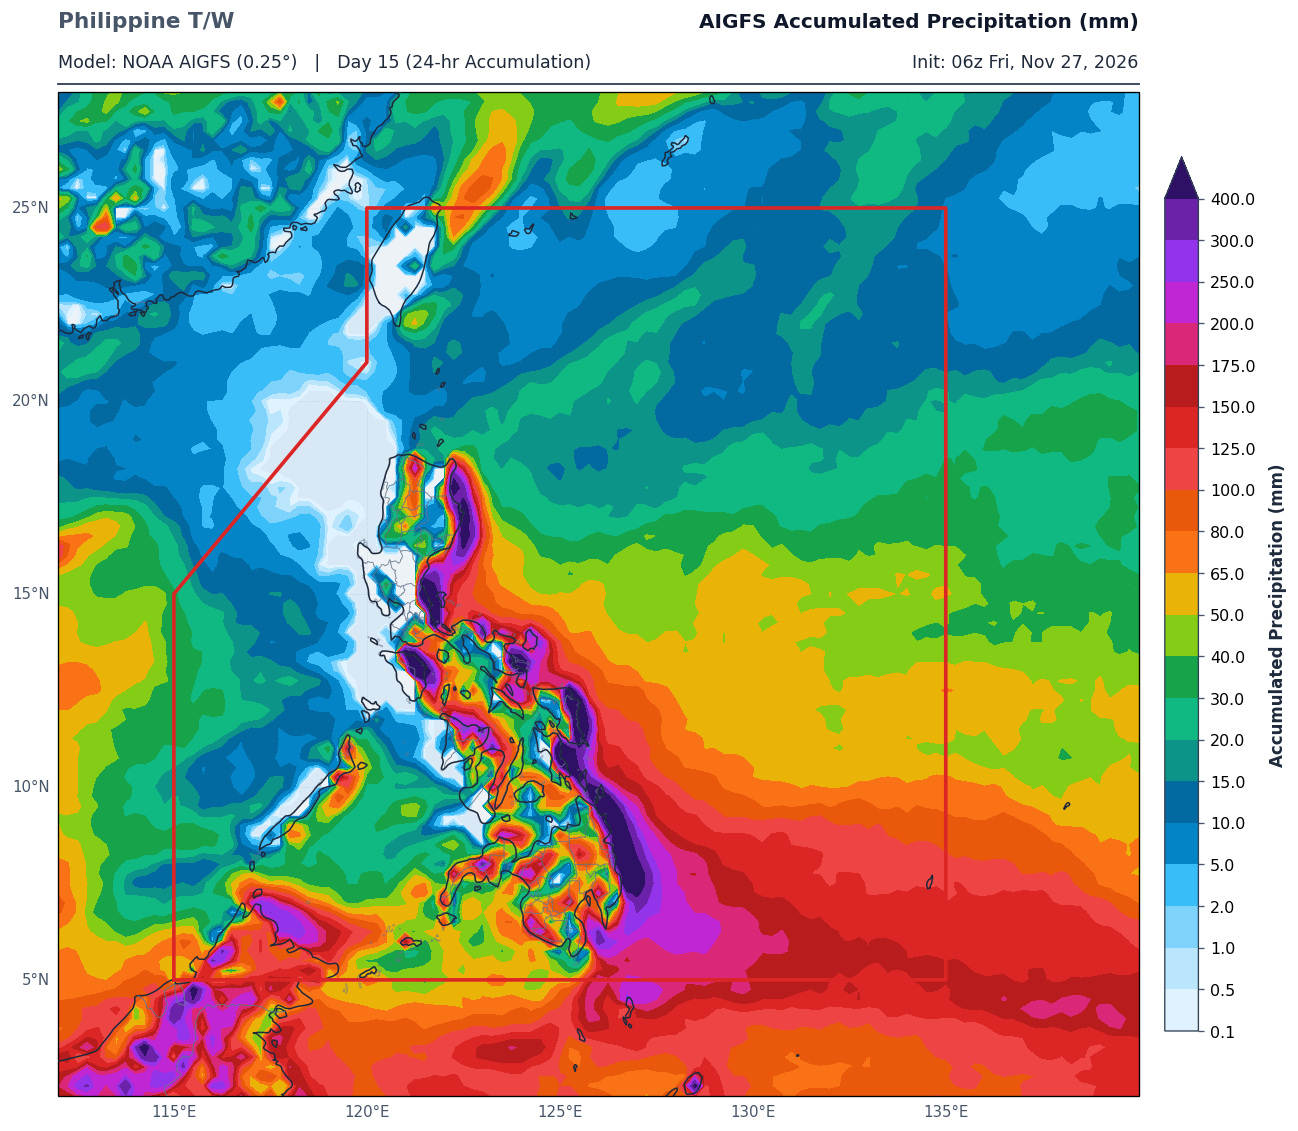 Philippine T/W
AIGFS Accumulated Precipitation (mm)
Model: NOAA AIGFS (0.25°)   |   Day 15 (24-hr Accumulation)
Init: 06z Fri, Nov 27, 2026
25°N
20°N
15°N
10°N
5°N
115°E
120°E
125°E
130°E
135°E
400.0
300.0
250.0
200.0
175.0
150.0
125.0
100.0
80.0
65.0
50.0
40.0
30.0
20.0
15.0
10.0
5.0
2.0
1.0
0.5
0.1
Accumulated Precipitation (mm)